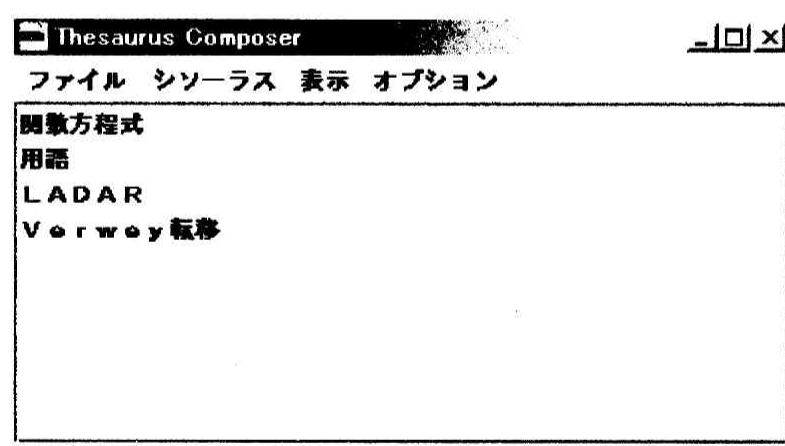 Thesaurus Composer
ファイル シソーラス 表示 オプション
関数方程式
用語
ＬＡＤＡＲ
Ｖｅｒｗｅｙ転移